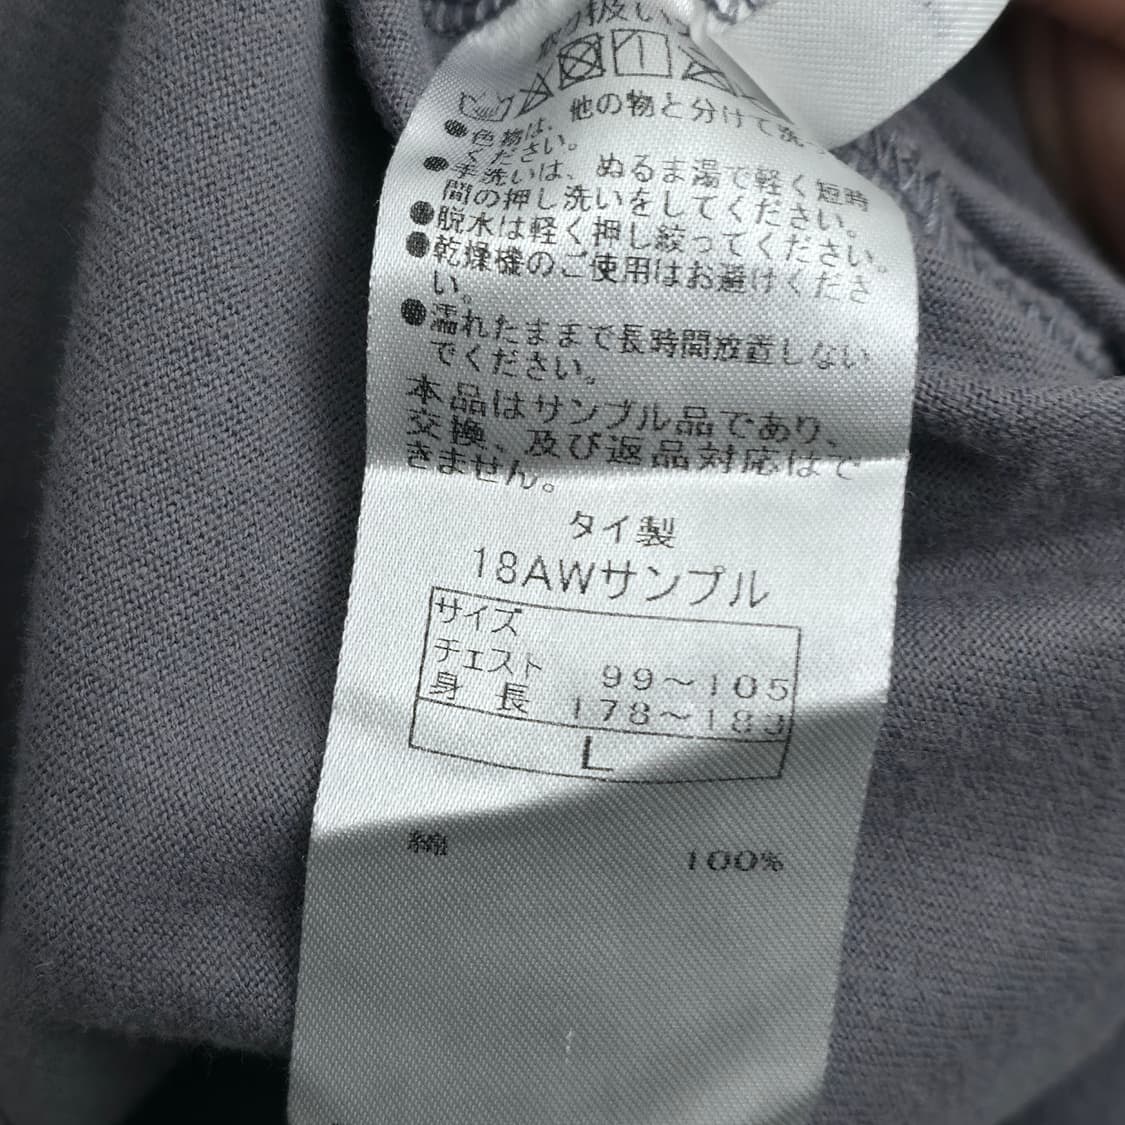 取り扱い
●色物は、他の物と分けて洗っ
ください。
●手洗いは、ぬるま湯で軽く短時
間の押し洗いをしてください。
●脱水は軽く押し絞ってください。
●乾燥機のご使用はお避けくださ
い。
●濡れたままで長時間放置しない
でください。
本品はサンプル品であり、
交換、及び返品対応はで
きません。
タイ製
18AWサンプル
サイズ
チェスト 99～105
身長 178～183
L
綿 100%